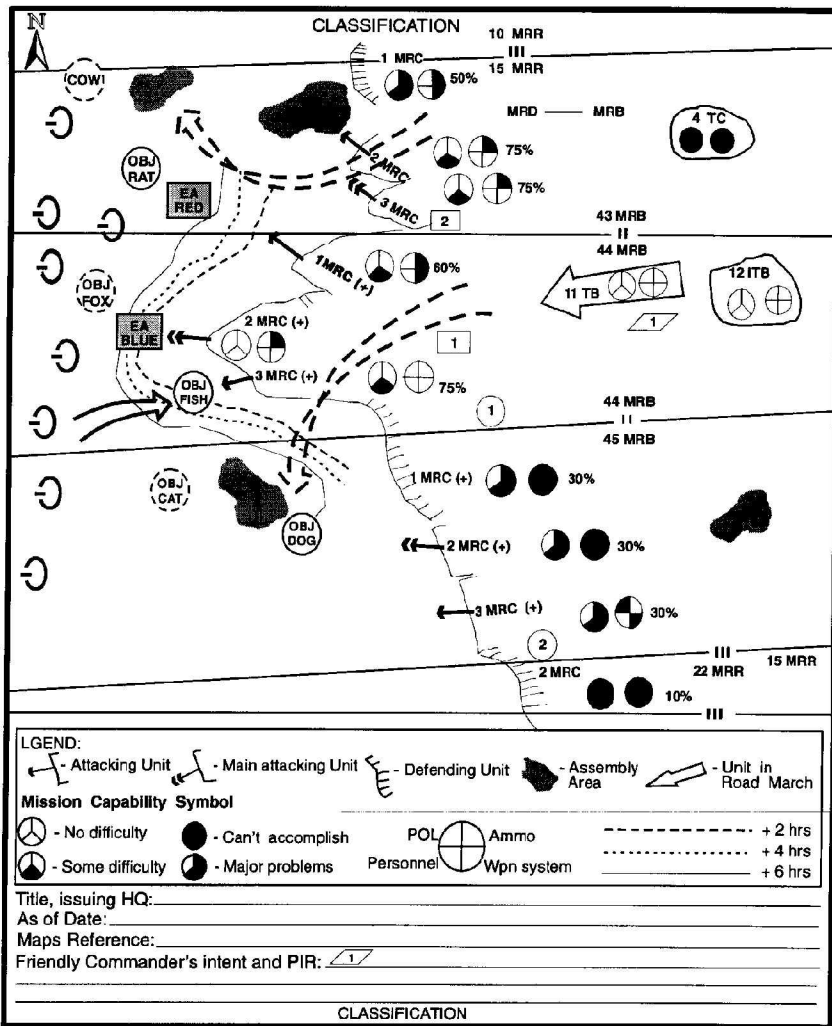 N
CLASSIFICATION
10 MRR
III
15 MRR
COW1
1 MRC
50%
MRD — MRB
4 TC
OBJ
RAT
2 MRC
75%
EA
RED
3 MRC
75%
2
43 MRB
II
44 MRB
1 MRC (+)
60%
12 ITB
11 TB
OBJ
FOX
1
EA
BLUE
2 MRC (+)
1
3 MRC (+)
75%
OBJ
FISH
1
44 MRB
II
45 MRB
OBJ
CAT
1 MRC (+)
30%
OBJ
DOG
2 MRC (+)
30%
3 MRC (+)
30%
2
III
15 MRR
22 MRR
2 MRC
10%
III
LGEND:
- Attacking Unit
- Main attacking Unit
- Defending Unit
- Assembly
Area
- Unit in
Road March
Mission Capability Symbol
- No difficulty
- Can't accomplish
POL
Ammo
+ 2 hrs
+ 4 hrs
- Some difficulty
- Major problems
Personnel
Wpn system
+ 6 hrs
Title, issuing HQ:
As of Date:
Maps Reference:
Friendly Commander's intent and PIR: 1
CLASSIFICATION